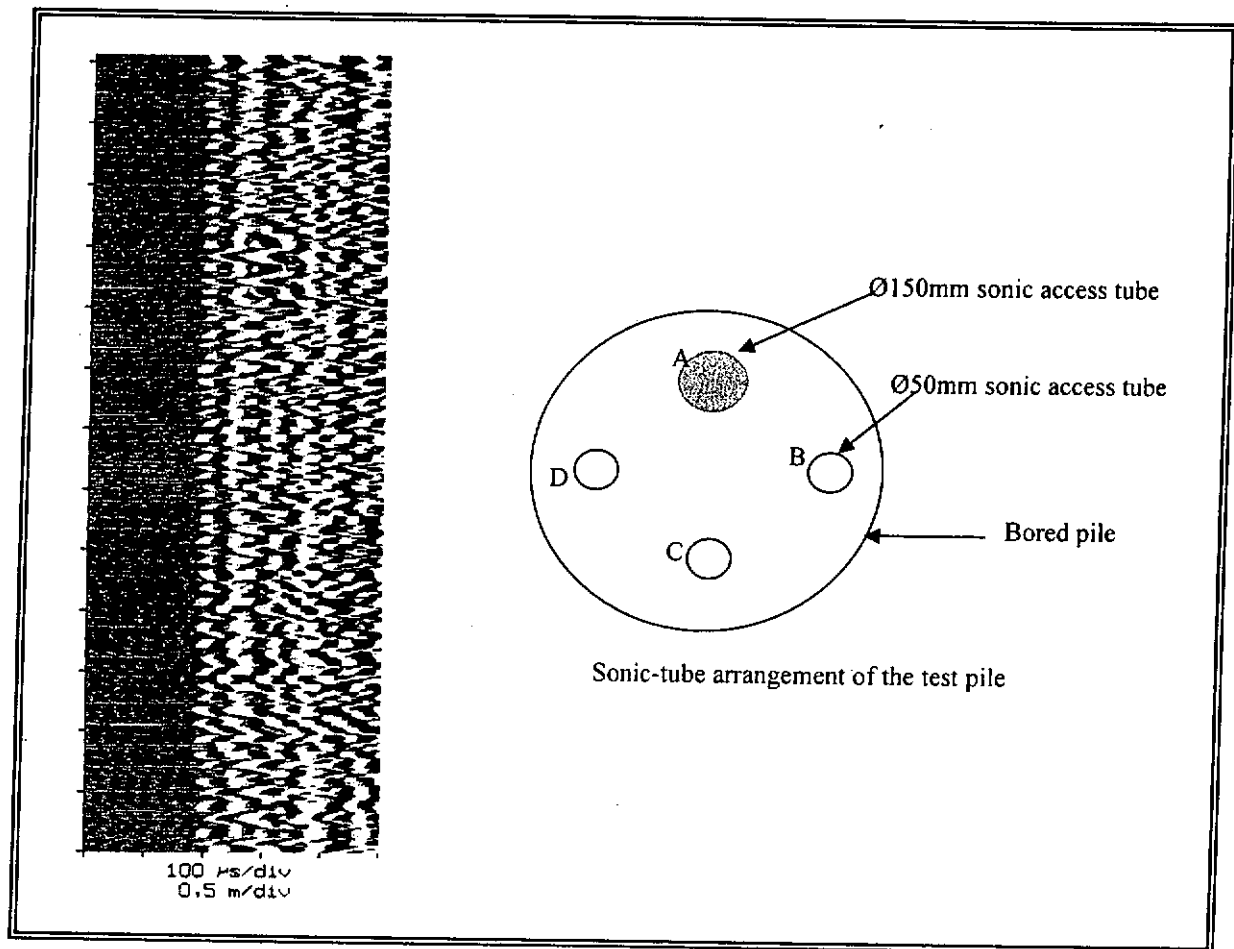 Ø150mm sonic access tube
A
Ø50mm sonic access tube
B
D
Bored pile
C
Sonic-tube arrangement of the test pile
100 µs/div
0.5 m/div